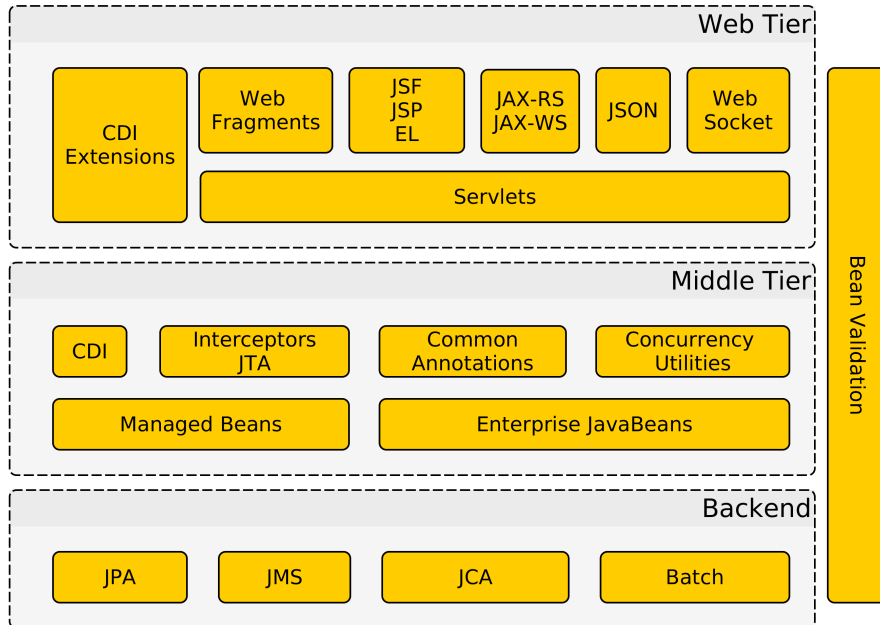 Web Tier
CDI
Extensions
Web
Fragments
JSF
JSP
EL
JAX-RS
JAX-WS
JSON
Web
Socket
Servlets
Middle Tier
CDI
Interceptors
JTA
Common
Annotations
Concurrency
Utilities
Managed Beans
Enterprise JavaBeans
Backend
JPA
JMS
JCA
Batch
Bean Validation